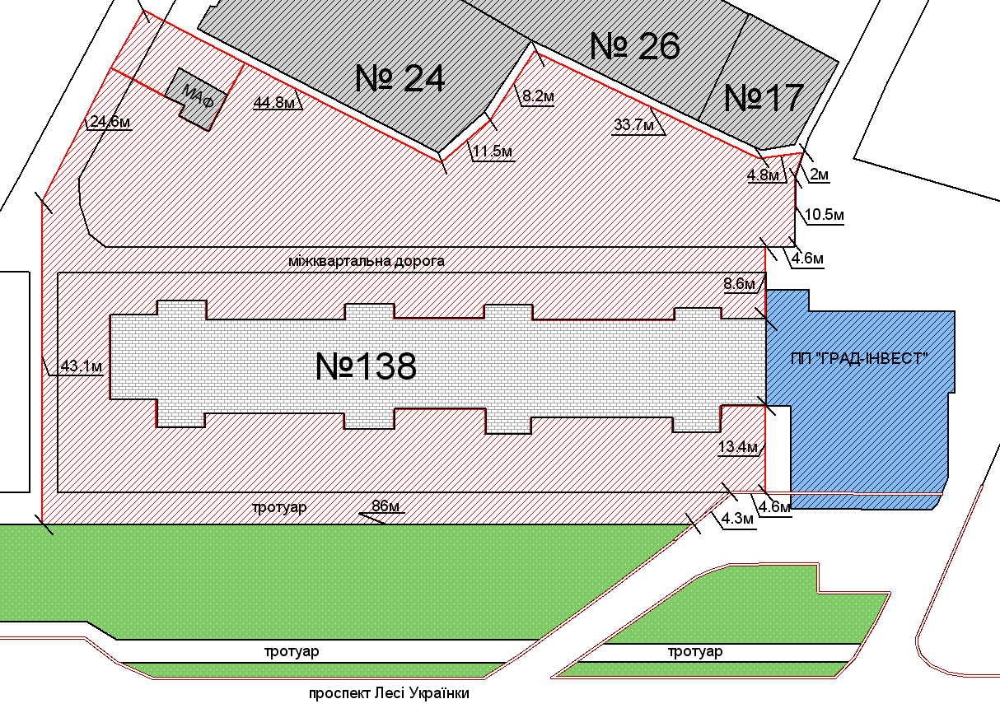 № 26
№ 24
№17
МАФ
44.8м
8.2м
24.6м
33.7м
11.5м
4.8м
2м
10.5м
4.6м
міжквартальна дорога
8.6м
43.1м
№138
ПП "ГРАД-ІНВЕСТ"
13.4м
тротуар
86м
4.6м
4.3м
тротуар
тротуар
проспект Лесі Українки